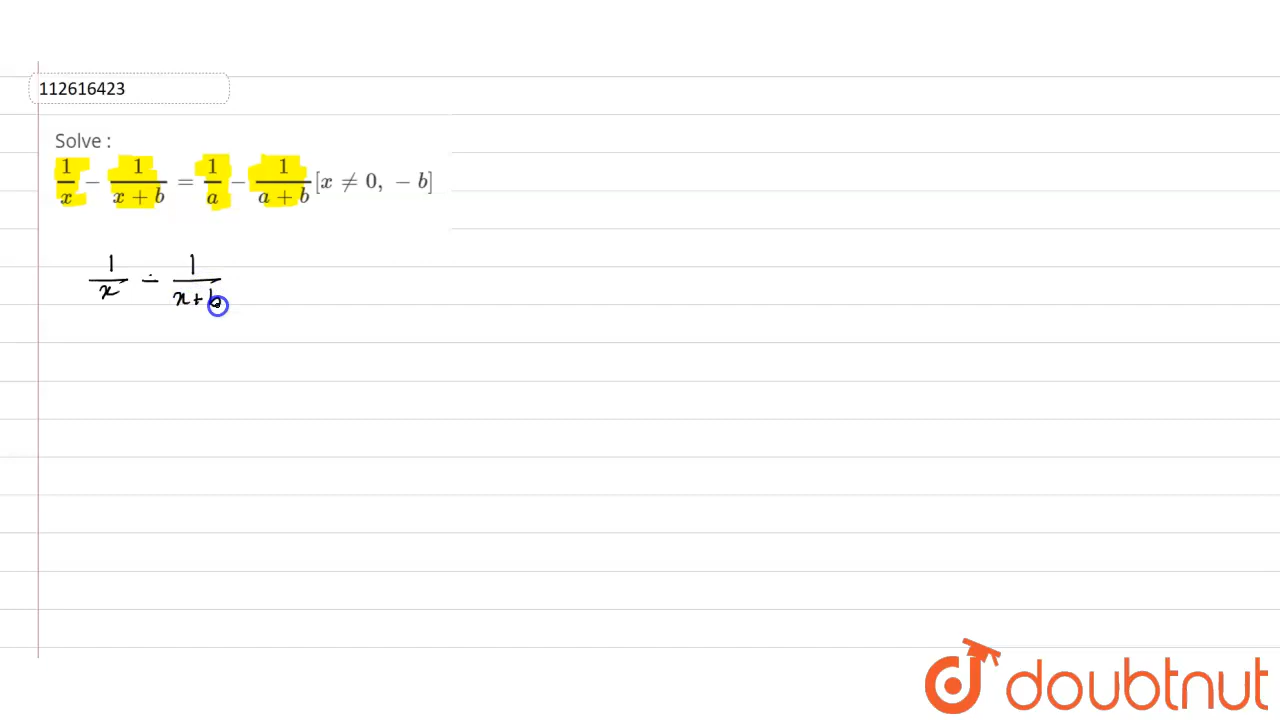 112616423
Solve :
1/x − 1/(x + b) = 1/a − 1/(a + b) [x ≠ 0, − b]
1/x − 1/(x+b)
doubtnut